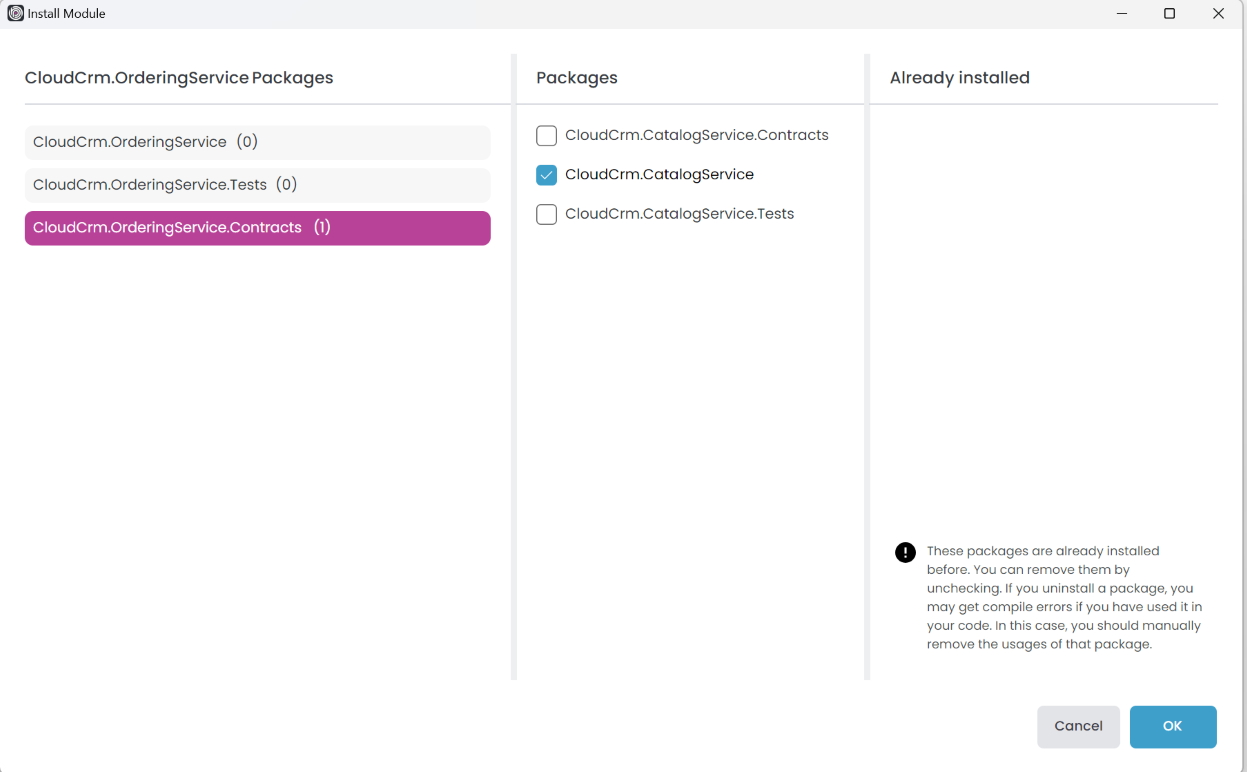 Install Module
CloudCrm.OrderingService Packages
CloudCrm.OrderingService (0)
CloudCrm.OrderingService.Tests (0)
CloudCrm.OrderingService.Contracts (1)
Packages
CloudCrm.CatalogService.Contracts
CloudCrm.CatalogService
CloudCrm.CatalogService.Tests
Already installed
These packages are already installed
before. You can remove them by
unchecking. If you uninstall a package, you
may get compile errors if you have used it in
your code. In this case, you should manually
remove the usages of that package.
Cancel
OK